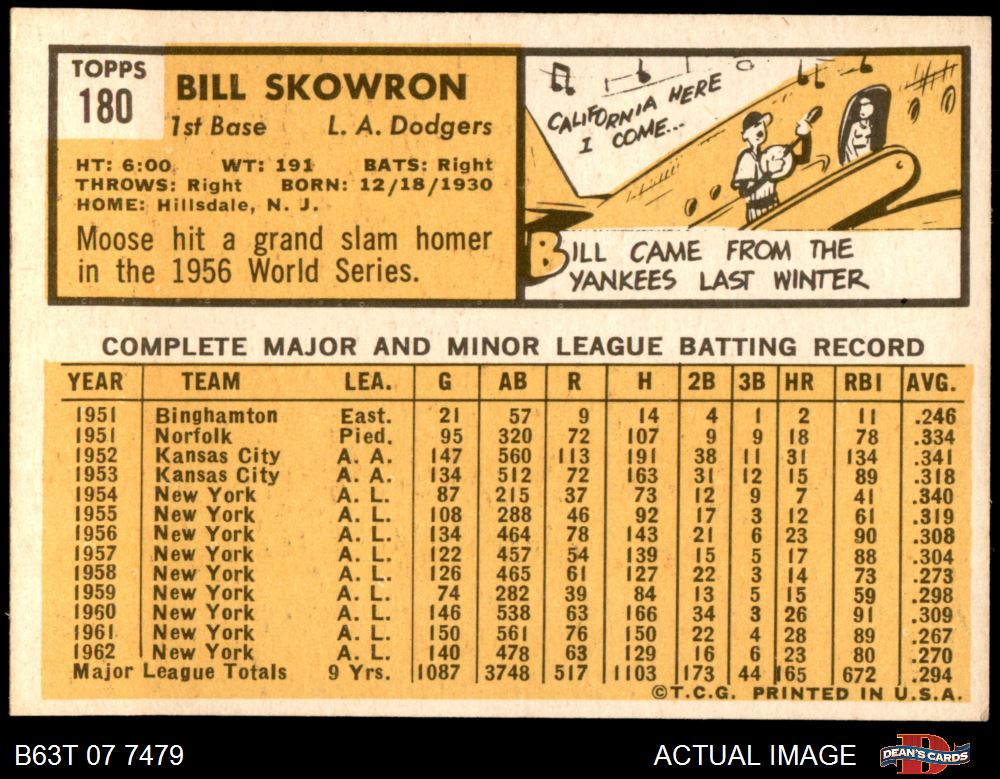 TOPPS
180
BILL SKOWRON
1st Base L. A. Dodgers
HT: 6:00 WT: 191 BATS: Right
THROWS: Right BORN: 12/18/1930
HOME: Hillsdale, N. J.
Moose hit a grand slam homer
in the 1956 World Series.
CALIFORNIA HERE
I COME...
BILL CAME FROM THE
YANKEES LAST WINTER
COMPLETE MAJOR AND MINOR LEAGUE BATTING RECORD
YEAR TEAM LEA. G AB R H 2B 3B HR RBI AVG.
1951 Binghamton East. 21 57 9 14 4 1 2 11 .246
1951 Norfolk Pied. 95 320 72 107 9 9 18 78 .334
1952 Kansas City A. A. 147 560 113 191 38 11 31 134 .341
1953 Kansas City A. A. 134 512 72 163 31 12 15 89 .318
1954 New York A. L. 87 215 37 73 12 9 7 41 .340
1955 New York A. L. 108 288 46 92 17 3 12 61 .319
1956 New York A. L. 134 464 78 143 21 6 23 90 .308
1957 New York A. L. 122 457 54 139 15 5 17 88 .304
1958 New York A. L. 126 465 61 127 22 3 14 73 .273
1959 New York A. L. 74 282 39 84 13 5 15 59 .298
1960 New York A. L. 146 538 63 166 34 3 26 91 .309
1961 New York A. L. 150 561 76 150 22 4 28 89 .267
1962 New York A. L. 140 478 63 129 16 6 23 80 .270
Major League Totals 9 Yrs. 1087 3748 517 1103 173 44 165 672 .294
©T.C.G. PRINTED IN U.S.A.
B63T 07 7479 ACTUAL IMAGE DEAN'S CARDS